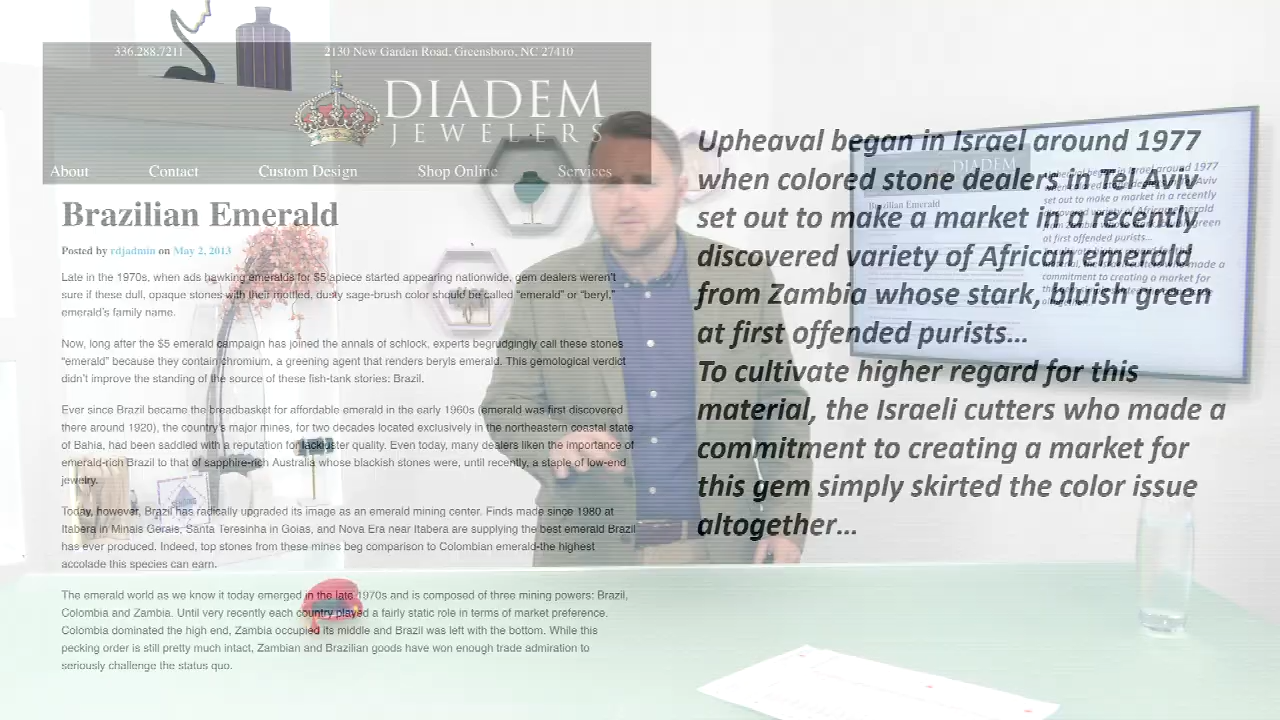 336.288.7211
2130 New Garden Road, Greensboro, NC 27410
DIADEM
JEWELERS
About
Contact
Custom Design
Shop Online
Services
Brazilian Emerald
Posted by rdjadmin on May 2, 2013
Late in the 1970s, when ads hawking emeralds for $5 apiece started appearing nationwide, gem dealers weren't
sure if these dull, opaque stones with their mottled, dusty sage-brush color should be called "emerald" or "beryl,"
emerald's family name.
Now, long after the $5 emerald campaign has joined the annals of schlock, experts begrudgingly call these stones
"emerald" because they contain chromium, a greening agent that renders beryls emerald. This gemological verdict
didn't improve the standing of the source of these fish-tank stories: Brazil.
Ever since Brazil became the breadbasket for affordable emerald in the early 1960s (emerald was first discovered
there around 1920), the country's major mines, for two decades located exclusively in the northeastern coastal state
of Bahia, had been saddled with a reputation for lackluster quality. Even today, many dealers liken the importance of
emerald-rich Brazil to that of sapphire-rich Australia whose blackish stones were, until recently, a staple of low-end
jewelry.
Today, however, Brazil has radically upgraded its image as an emerald mining center. Finds made since 1980 at
Itabera in Minais Gerais, Santa Teresinha in Goias, and Nova Era near Itabera are supplying the best emerald Brazil
has ever produced. Indeed, top stones from these mines beg comparison to Colombian emerald-the highest
accolade this species can earn.
The emerald world as we know it today emerged in the late 1970s and is composed of three mining powers: Brazil,
Colombia and Zambia. Until very recently each country played a fairly static role in terms of market preference.
Colombia dominated the high end, Zambia occupied its middle and Brazil was left with the bottom. While this
pecking order is still pretty much intact, Zambian and Brazilian goods have won enough trade admiration to
seriously challenge the status quo.
Upheaval began in Israel around 1977
when colored stone dealers in Tel Aviv
set out to make a market in a recently
discovered variety of African emerald
from Zambia whose stark, bluish green
at first offended purists...
To cultivate higher regard for this
material, the Israeli cutters who made a
commitment to creating a market for
this gem simply skirted the color issue
altogether...